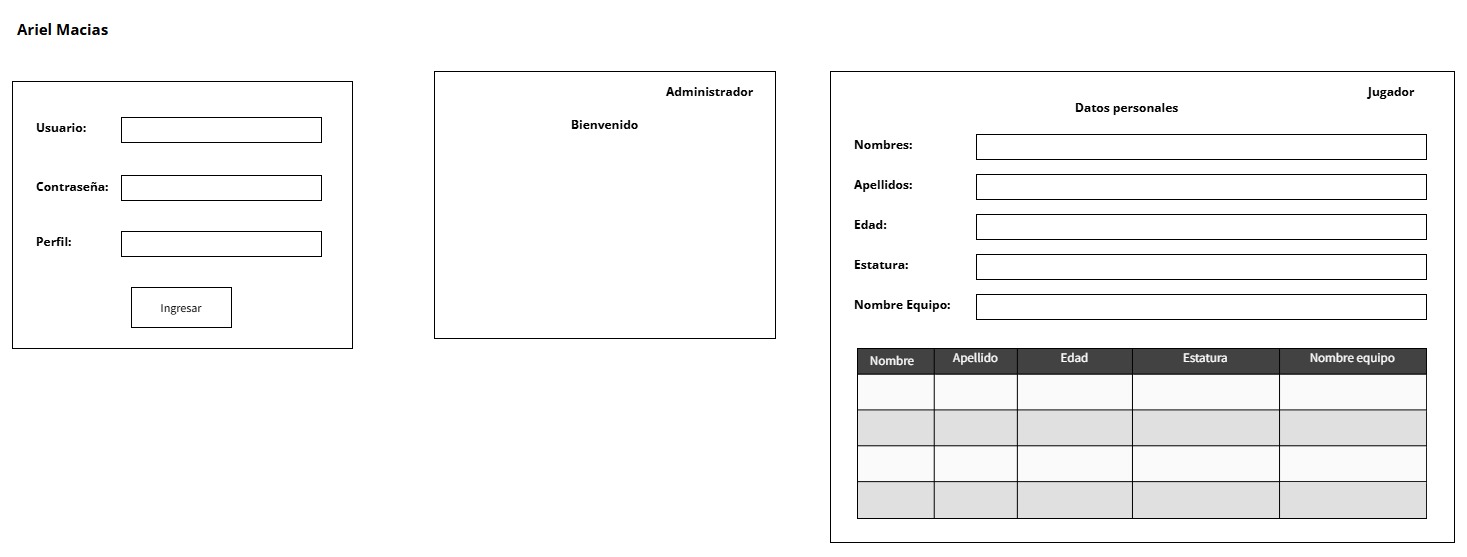 Ariel Macias
Usuario:
Contraseña:
Perfil:
Ingresar
Administrador
Bienvenido
Jugador
Datos personales
Nombres:
Apellidos:
Edad:
Estatura:
Nombre Equipo:
Nombre Apellido Edad Estatura Nombre equipo